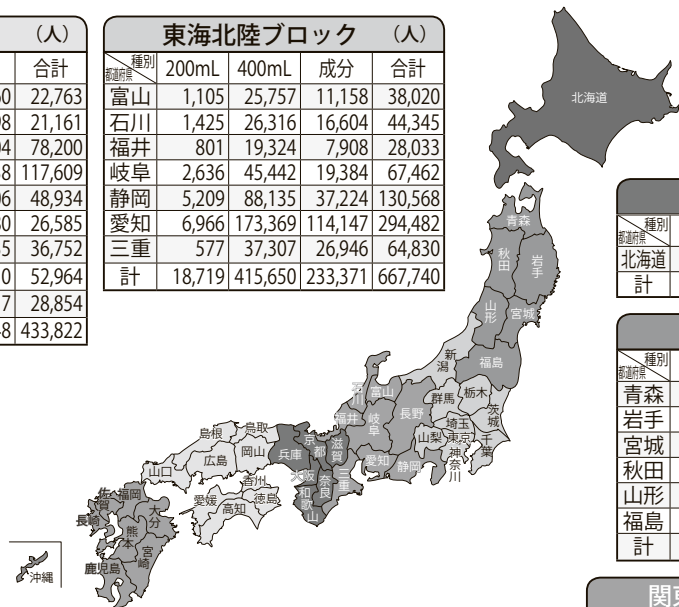 （人）
合計
22,763
21,161
78,200
117,609
48,934
26,585
36,752
52,964
28,854
433,822
東海北陸ブロック （人）
種別 都道府県 200mL 400mL 成分 合計
富山 1,105 25,757 11,158 38,020
石川 1,425 26,316 16,604 44,345
福井 801 19,324 7,908 28,033
岐阜 2,636 45,442 19,384 67,462
静岡 5,209 88,135 37,224 130,568
愛知 6,966 173,369 114,147 294,482
三重 577 37,307 26,946 64,830
計 18,719 415,650 233,371 667,740
北海道
青森
秋田
岩手
山形
宮城
新潟
福島
石川
富山
群馬
栃木
茨城
福井
岐阜
長野
埼玉
山梨
東京
千葉
神奈川
愛知
静岡
島根
鳥取
兵庫
京都
滋賀
山口
広島
岡山
大阪
奈良
三重
和歌山
香川
愛媛
徳島
高知
佐賀
福岡
長崎
大分
熊本
宮崎
鹿児島
沖縄
種別
都道府県
北海道
計
種別
都道府県
青森
岩手
宮城
秋田
山形
福島
計
関東